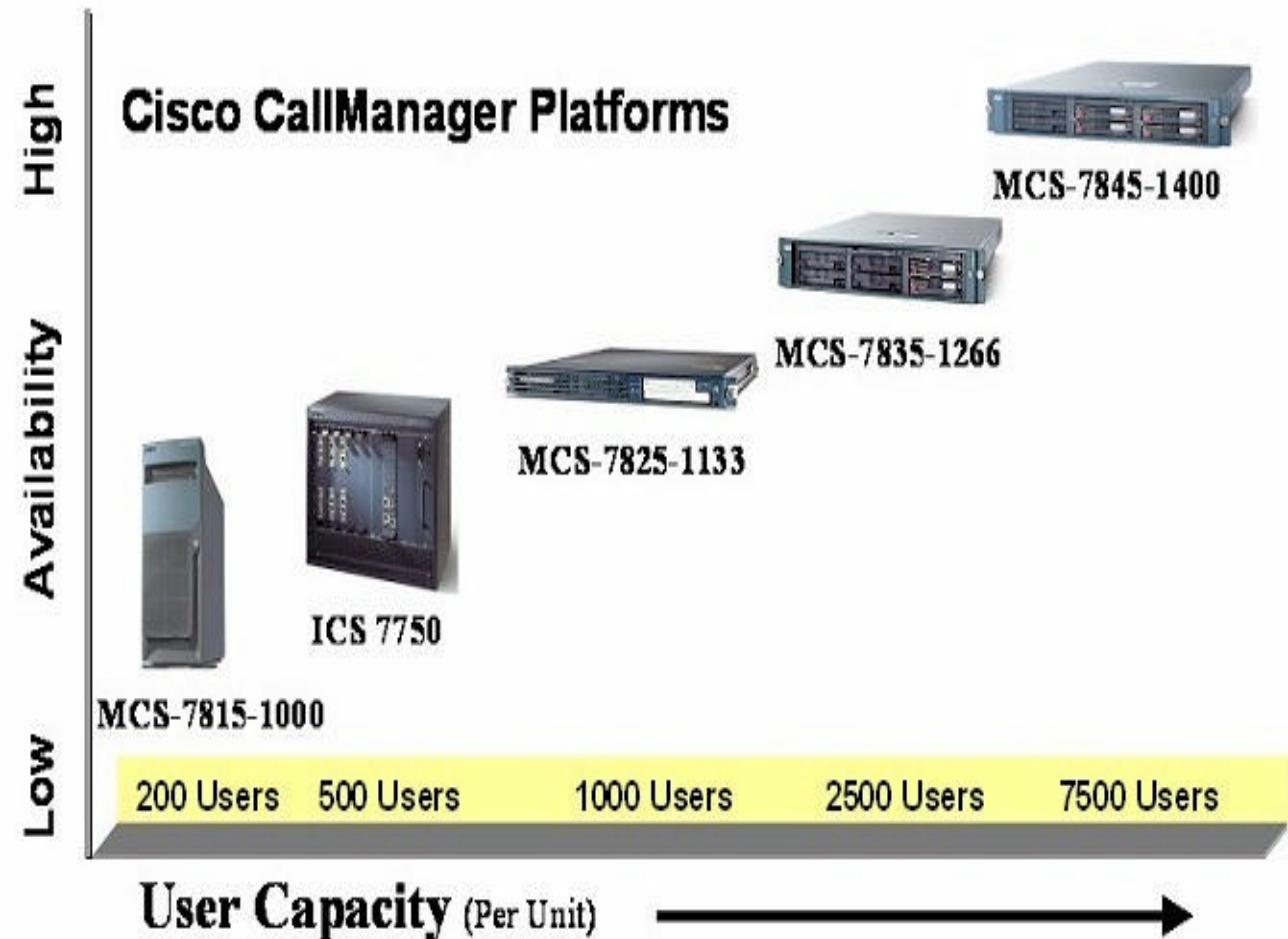 Cisco CallManager Platforms
High
Availability
Low
MCS-7845-1400
MCS-7835-1266
MCS-7825-1133
ICS 7750
MCS-7815-1000
200 Users
500 Users
1000 Users
2500 Users
7500 Users
User Capacity (Per Unit)